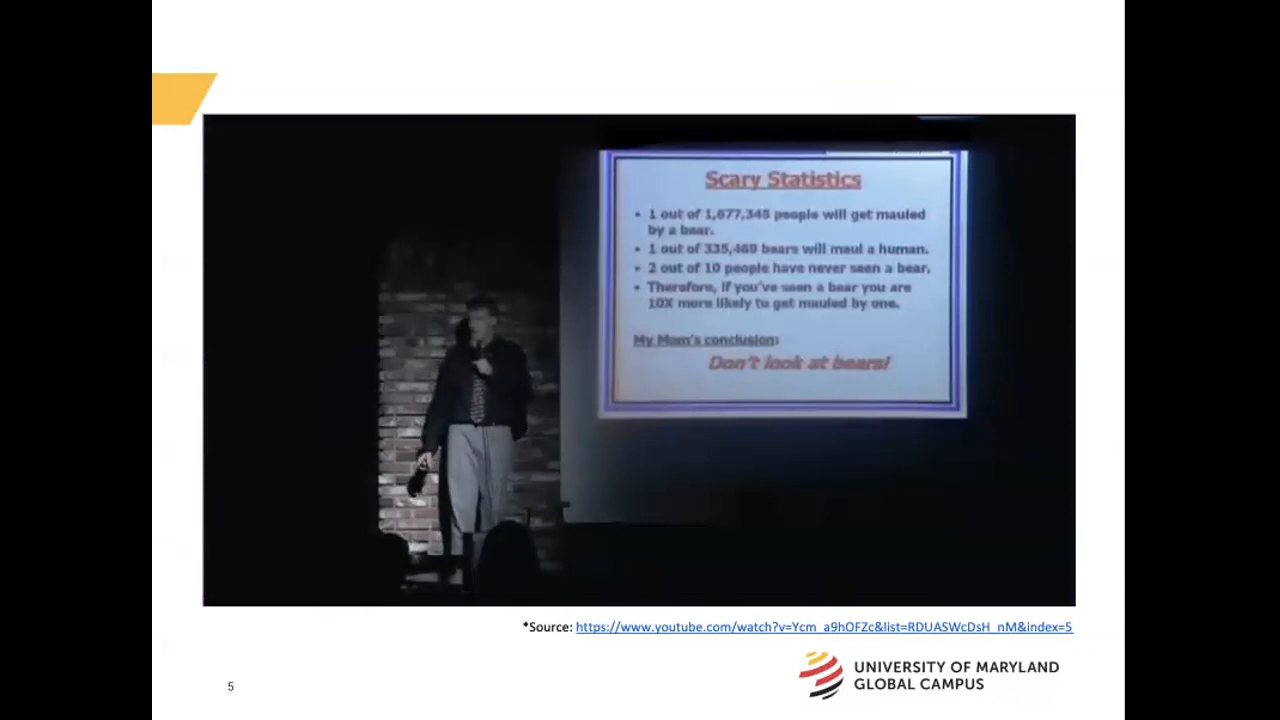 Scary Statistics
• 1 out of 1,677,345 people will get mauled
by a bear.
• 1 out of 335,469 bears will maul a human.
• 2 out of 10 people have never seen a bear.
• Therefore, if you've seen a bear you are
10X more likely to get mauled by one.
My Mom's conclusion:
Don't look at bears!
*Source: https://www.youtube.com/watch?v=Ycm_a9hOFZc&list=RDUASWcDsH_nM&index=5
5
UNIVERSITY OF MARYLAND
GLOBAL CAMPUS